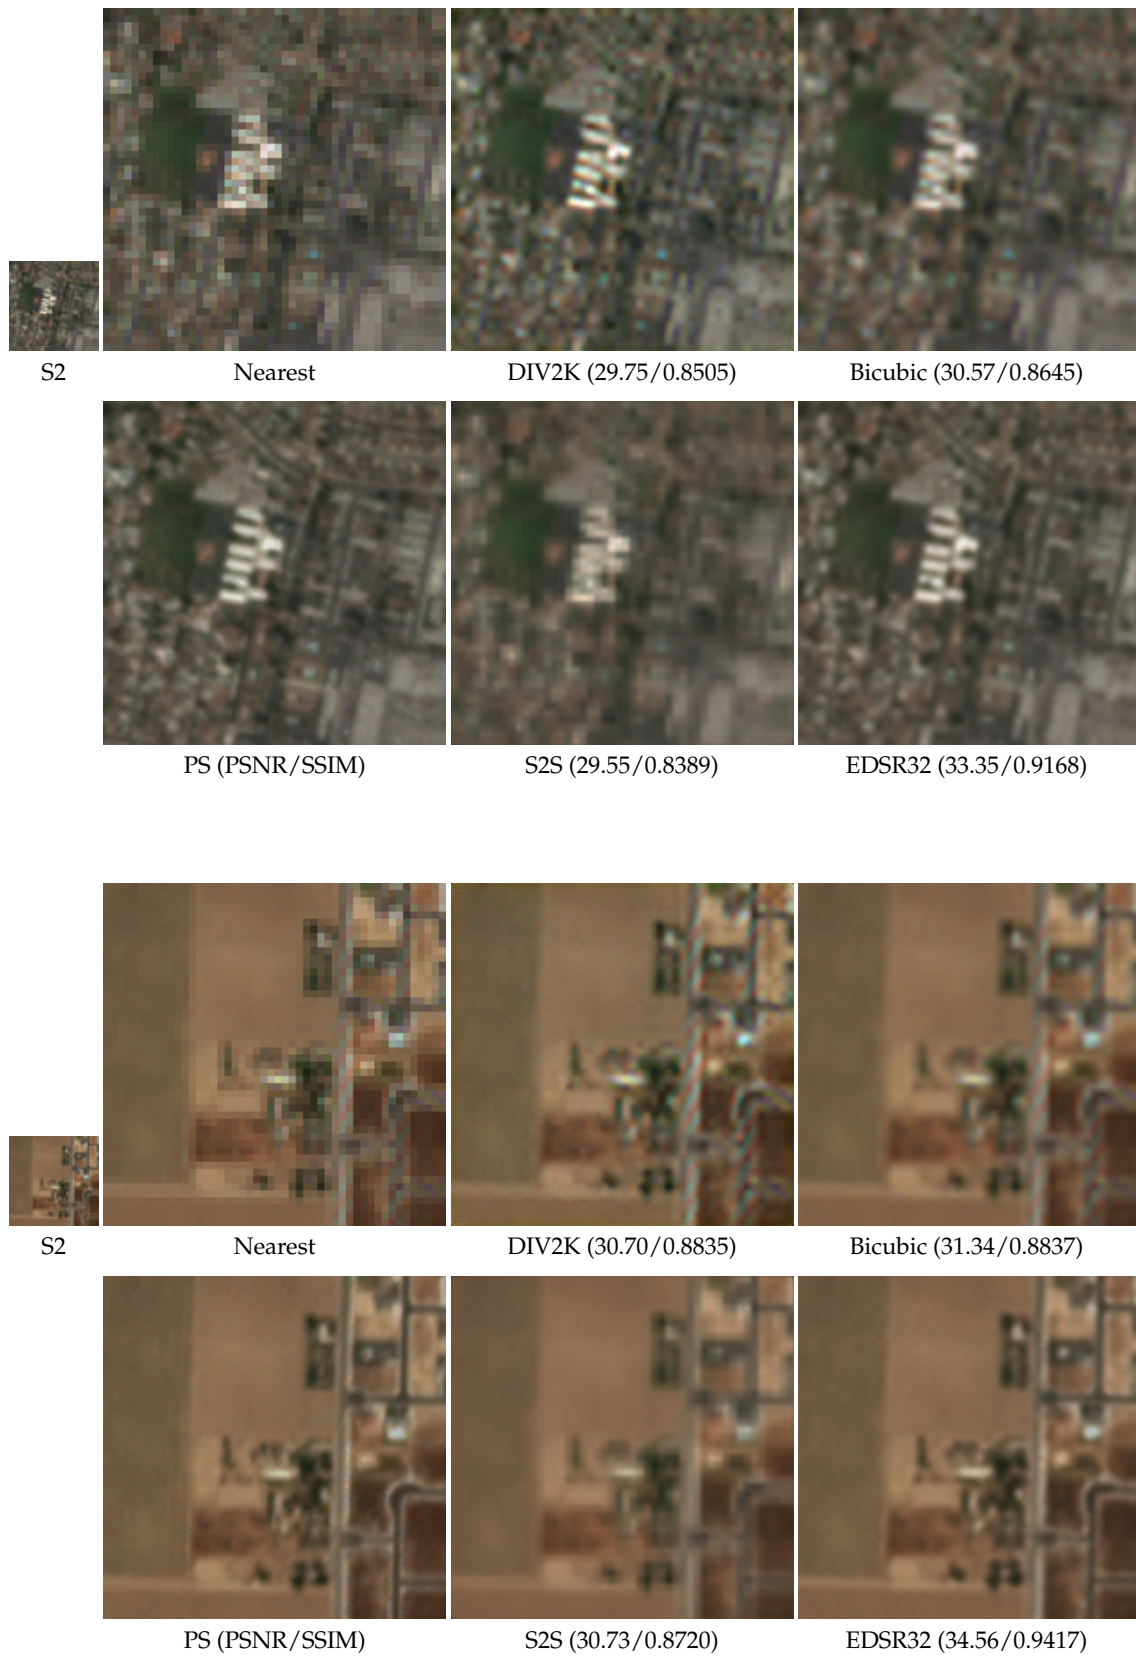 S2 Nearest DIV2K (29.75/0.8505) Bicubic (30.57/0.8645)
PS (PSNR/SSIM) S2S (29.55/0.8389) EDSR32 (33.35/0.9168)
S2 Nearest DIV2K (30.70/0.8835) Bicubic (31.34/0.8837)
PS (PSNR/SSIM) S2S (30.73/0.8720) EDSR32 (34.56/0.9417)